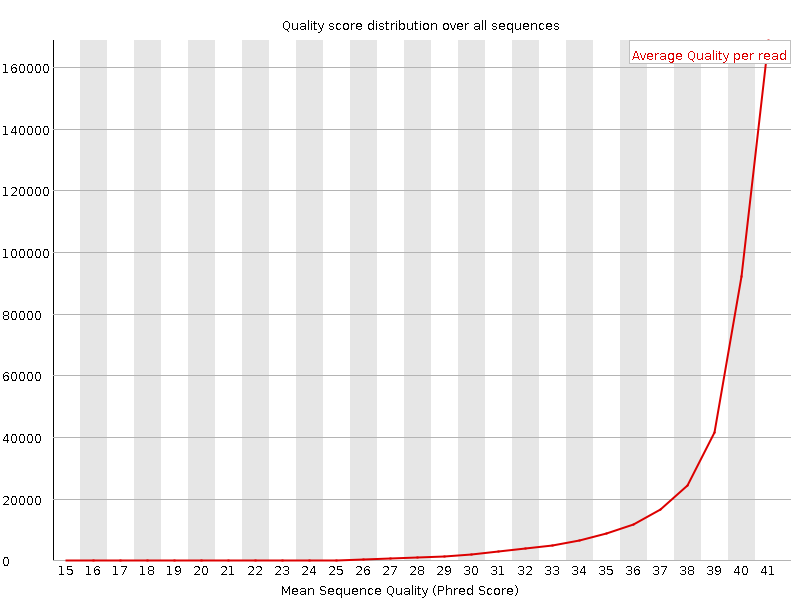 Quality score distribution over all sequences
Average Quality per read
160000
140000
120000
100000
80000
60000
40000
20000
0
15 16 17 18 19 20 21 22 23 24 25 26 27 28 29 30 31 32 33 34 35 36 37 38 39 40 41
Mean Sequence Quality (Phred Score)